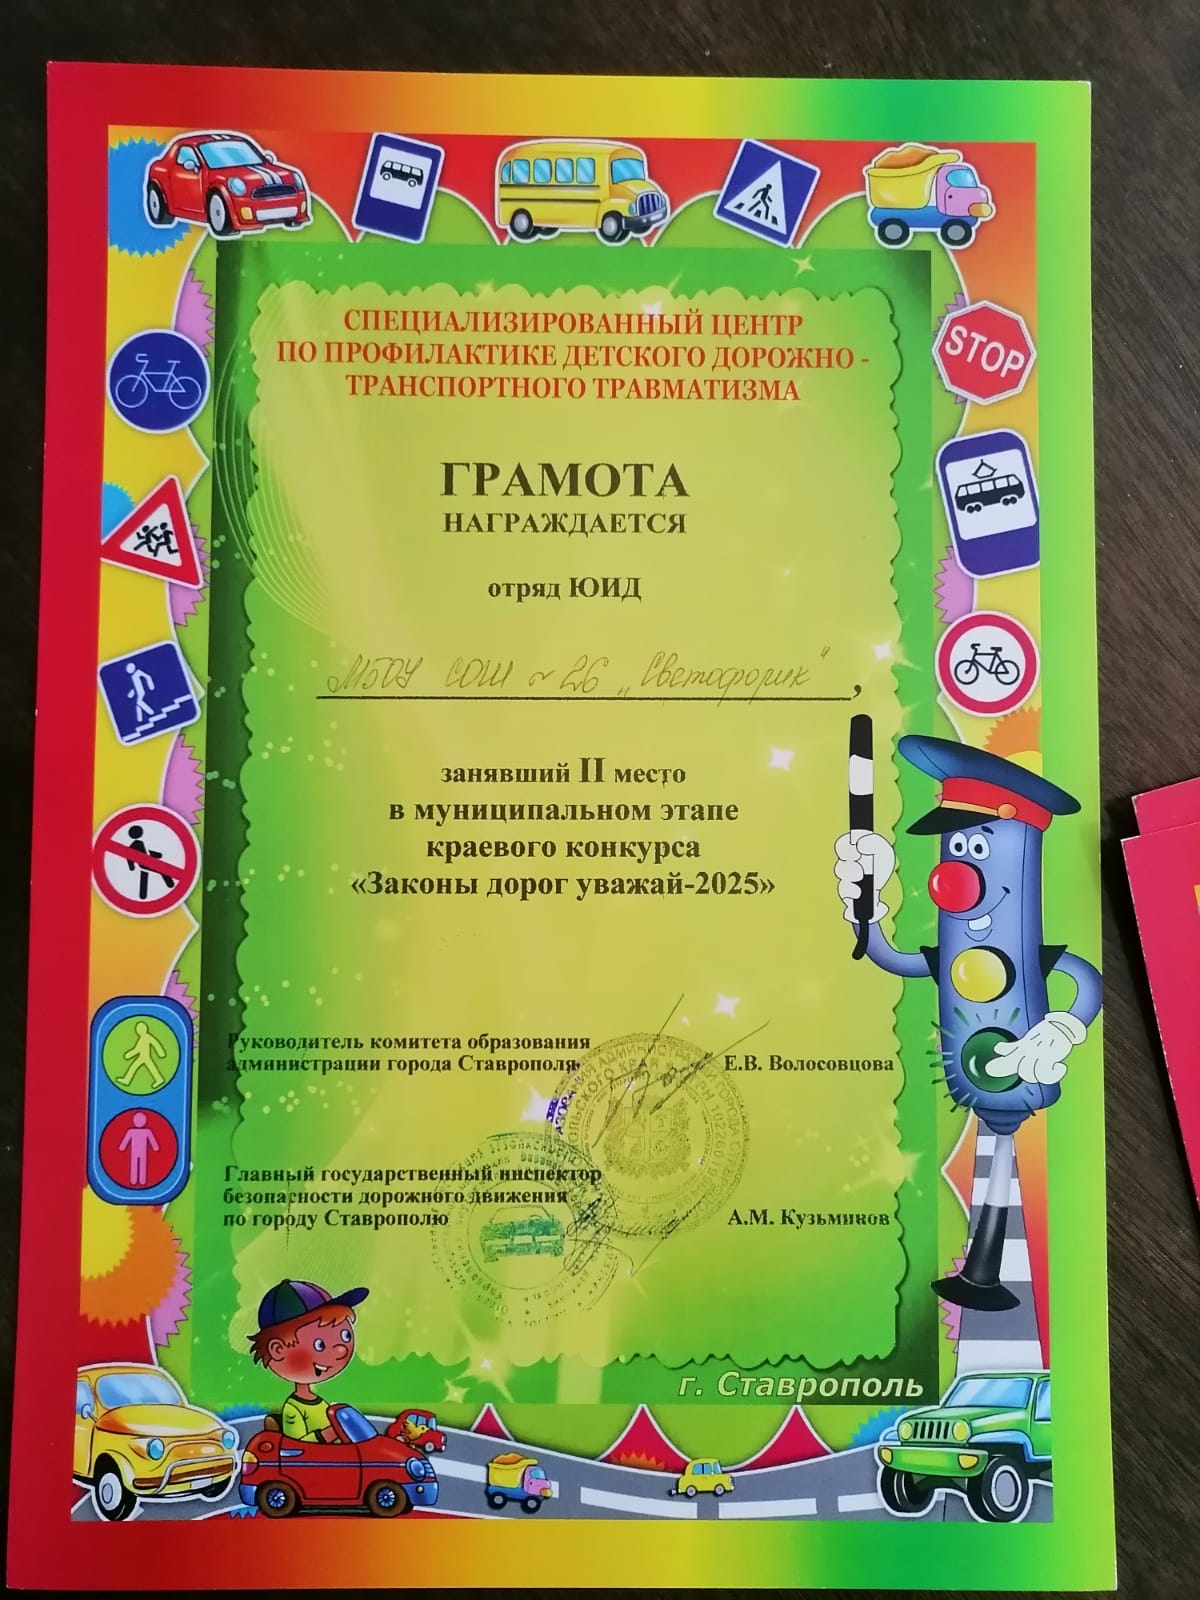 СПЕЦИАЛИЗИРОВАННЫЙ ЦЕНТР
ПО ПРОФИЛАКТИКЕ ДЕТСКОГО ДОРОЖНО -
ТРАНСПОРТНОГО ТРАВМАТИЗМА
STOP
ГРАМОТА
НАГРАЖДАЕТСЯ
отряд ЮИД
МБОУ СОШ № 26 „Светофорик",
занявший II место
в муниципальном этапе
краевого конкурса
«Законы дорог уважай-2025»
Руководитель комитета образования
администрации города Ставрополя
Е.В. Волосовцова
Главный государственный инспектор
безопасности дорожного движения
по городу Ставрополю
А.М. Кузьминов
г. Ставрополь